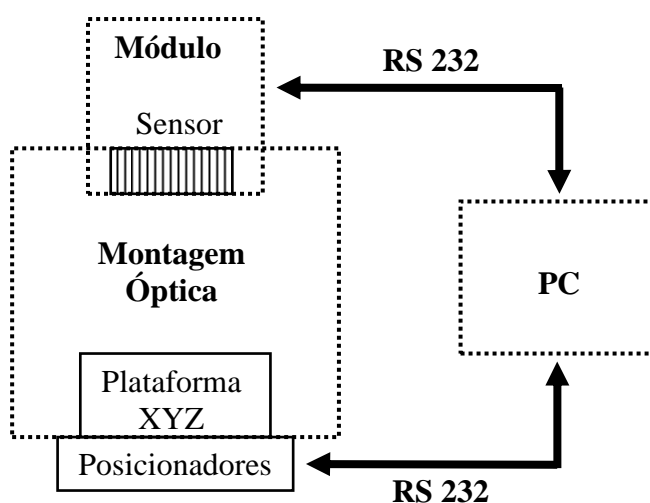 Módulo
RS 232
Sensor
Montagem
Óptica
PC
Plataforma
XYZ
Posicionadores
RS 232